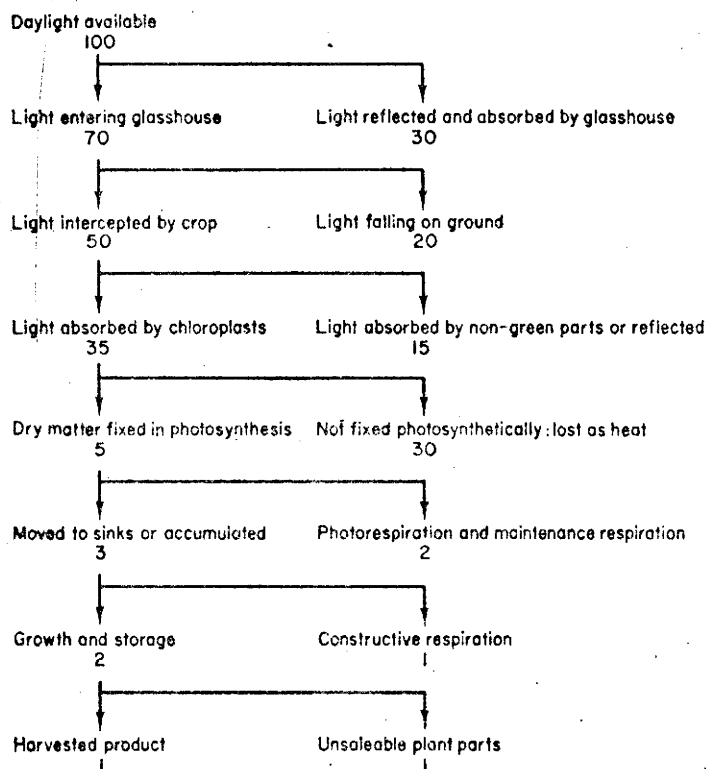 Daylight available
100
Light entering glasshouse Light reflected and absorbed by glasshouse
70 30
Light intercepted by crop Light falling on ground
50 20
Light absorbed by chloroplasts Light absorbed by non-green parts or reflected
35 15
Dry matter fixed in photosynthesis Not fixed photosynthetically: lost as heat
5 30
Moved to sinks or accumulated Photorespiration and maintenance respiration
3 2
Growth and storage Constructive respiration
2 1
Harvested product Unsaleable plant parts
1 1